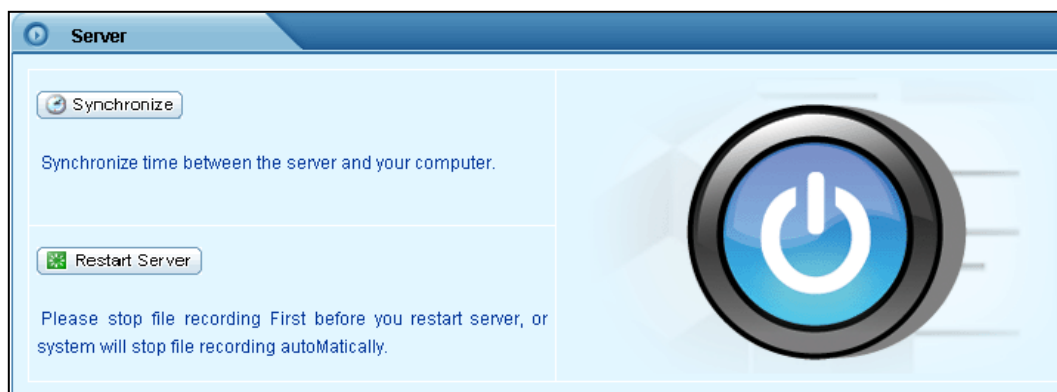 Server
Synchronize
Synchronize time between the server and your computer.
Restart Server
Please stop file recording First before you restart server, or
system will stop file recording autoMatically.